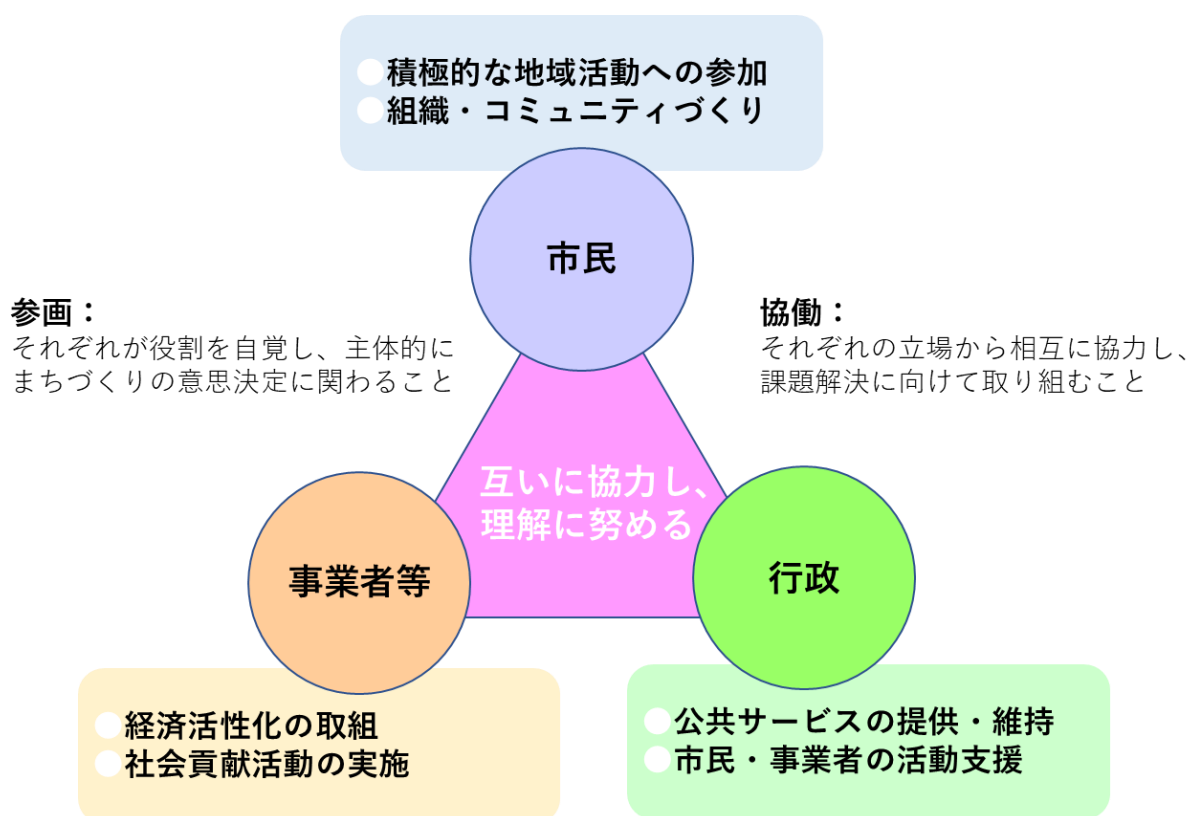 ●積極的な地域活動への参加
●組織・コミュニティづくり
市民
参画：
それぞれが役割を自覚し、主体的に
まちづくりの意思決定に関わること
協働：
それぞれの立場から相互に協力し、
課題解決に向けて取り組むこと
互いに協力し、
理解に努める
事業者等
行政
●経済活性化の取組
●社会貢献活動の実施
●公共サービスの提供・維持
●市民・事業者の活動支援